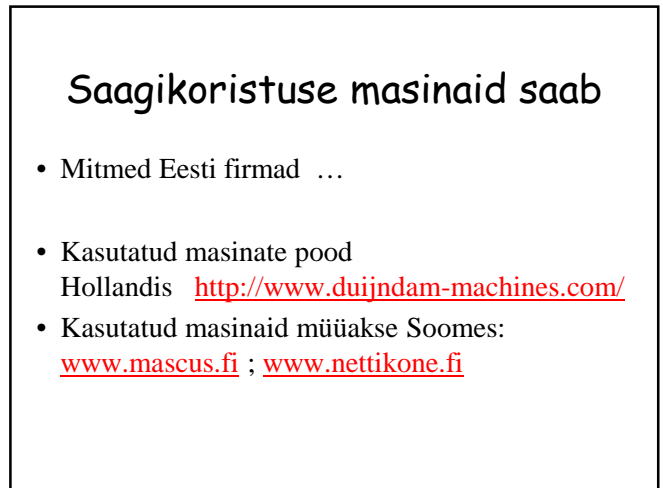 Saagikoristuse masinaid saab
• Mitmed Eesti firmad …
• Kasutatud masinate pood
Hollandis http://www.duijndam-machines.com/
• Kasutatud masinaid müüakse Soomes:
www.mascus.fi ; www.nettikone.fi